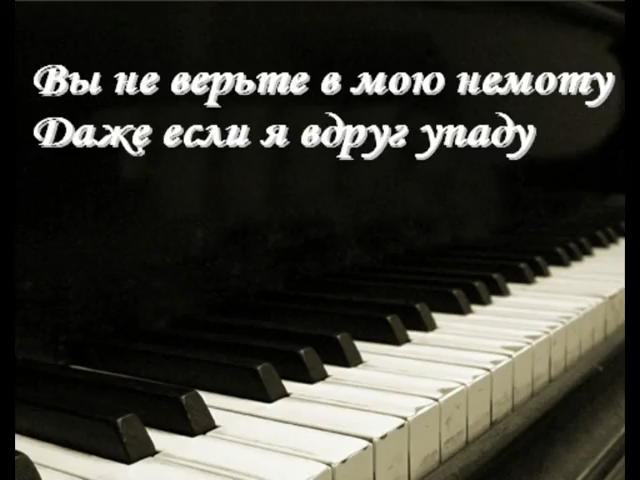 Вы не верьте в мою немоту
Даже если я вдруг упаду